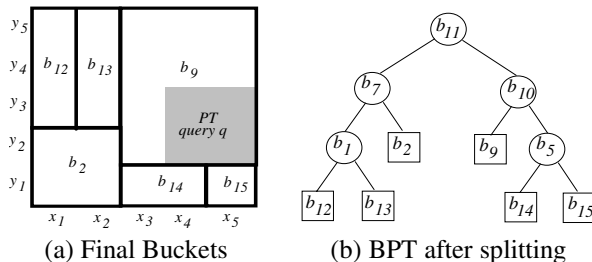 y5
y4
y3
y2
y1
b12
b13
b9
PT
query q
b2
b14
b15
x1
x2
x3
x4
x5
(a) Final Buckets
b11
b7
b10
b1
b2
b9
b5
b12
b13
b14
b15
(b) BPT after splitting